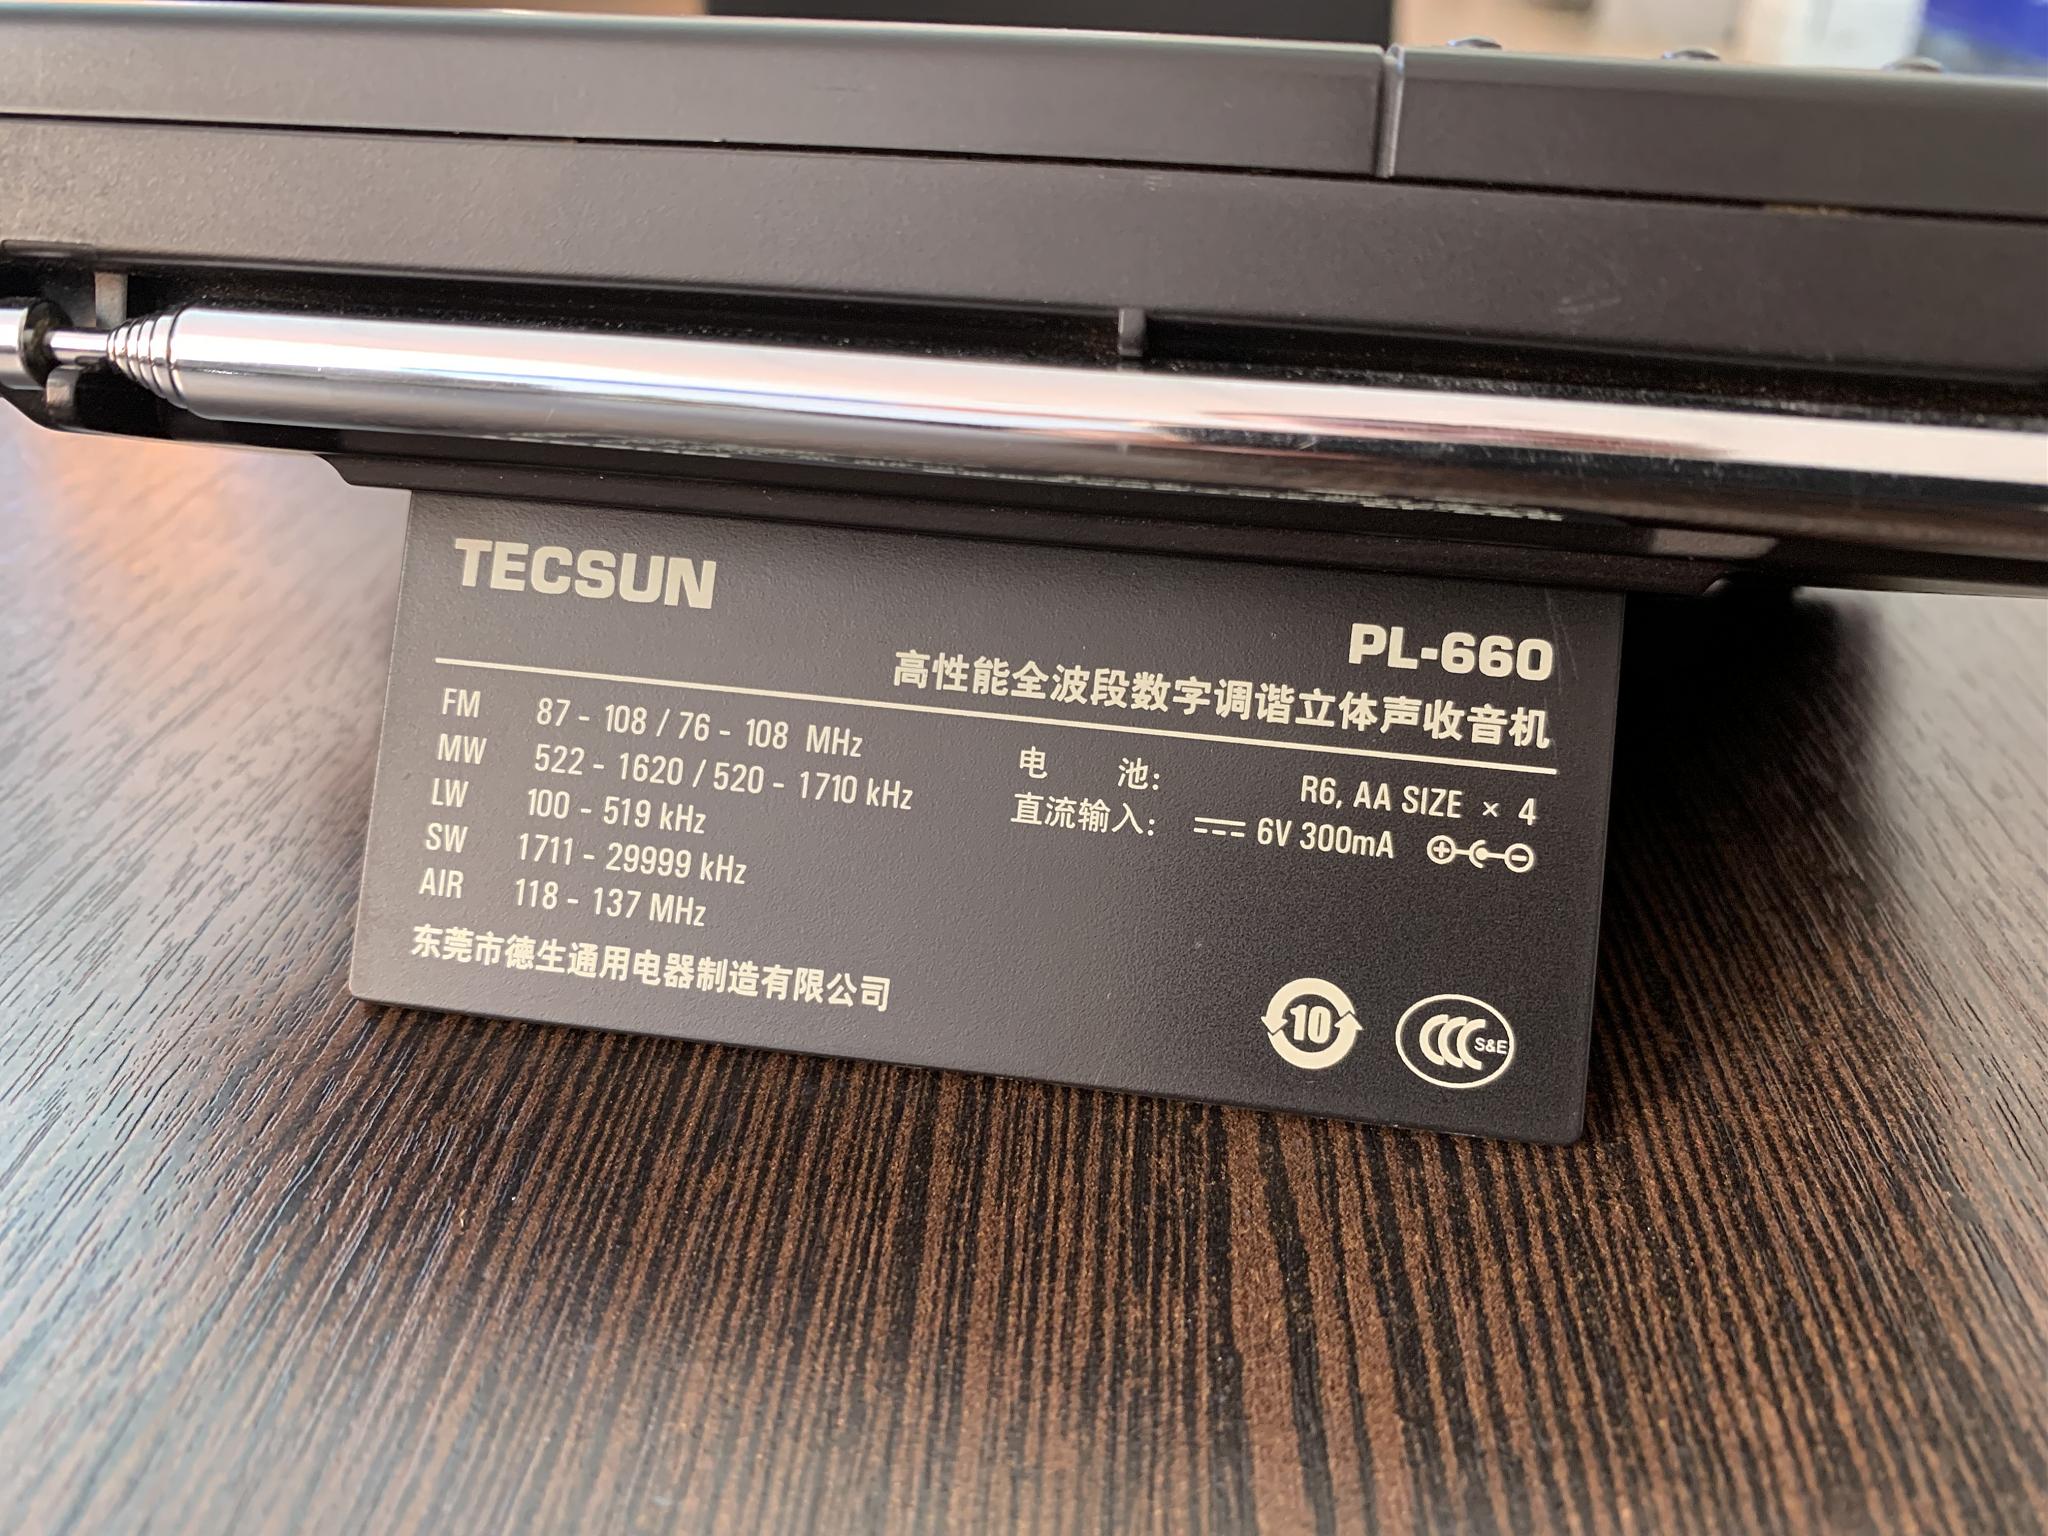 TECSUN
PL-660
高性能全波段数字调谐立体声收音机
FM 87 - 108 / 76 - 108 MHz
MW 522 - 1620 / 520 - 1710 kHz
LW 100 - 519 kHz
SW 1711 - 29999 kHz
AIR 118 - 137 MHz
电 池: R6, AA SIZE × 4
直流输入: 6V 300mA
东莞市德生通用电器制造有限公司
10
CCC S&E